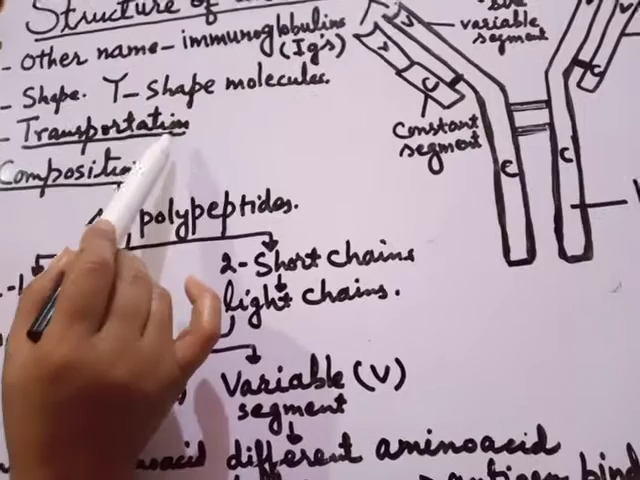 Structure of
- Other name - immunoglobulins
(Ig's)
- Shape. Y-shape molecules.
- Transportation
Composition
polypeptides.
2-Short chains
light chains.
Variable (V)
segment
different aminoacid
variable
segment
V
V
C
Constant
segment
C
C
C